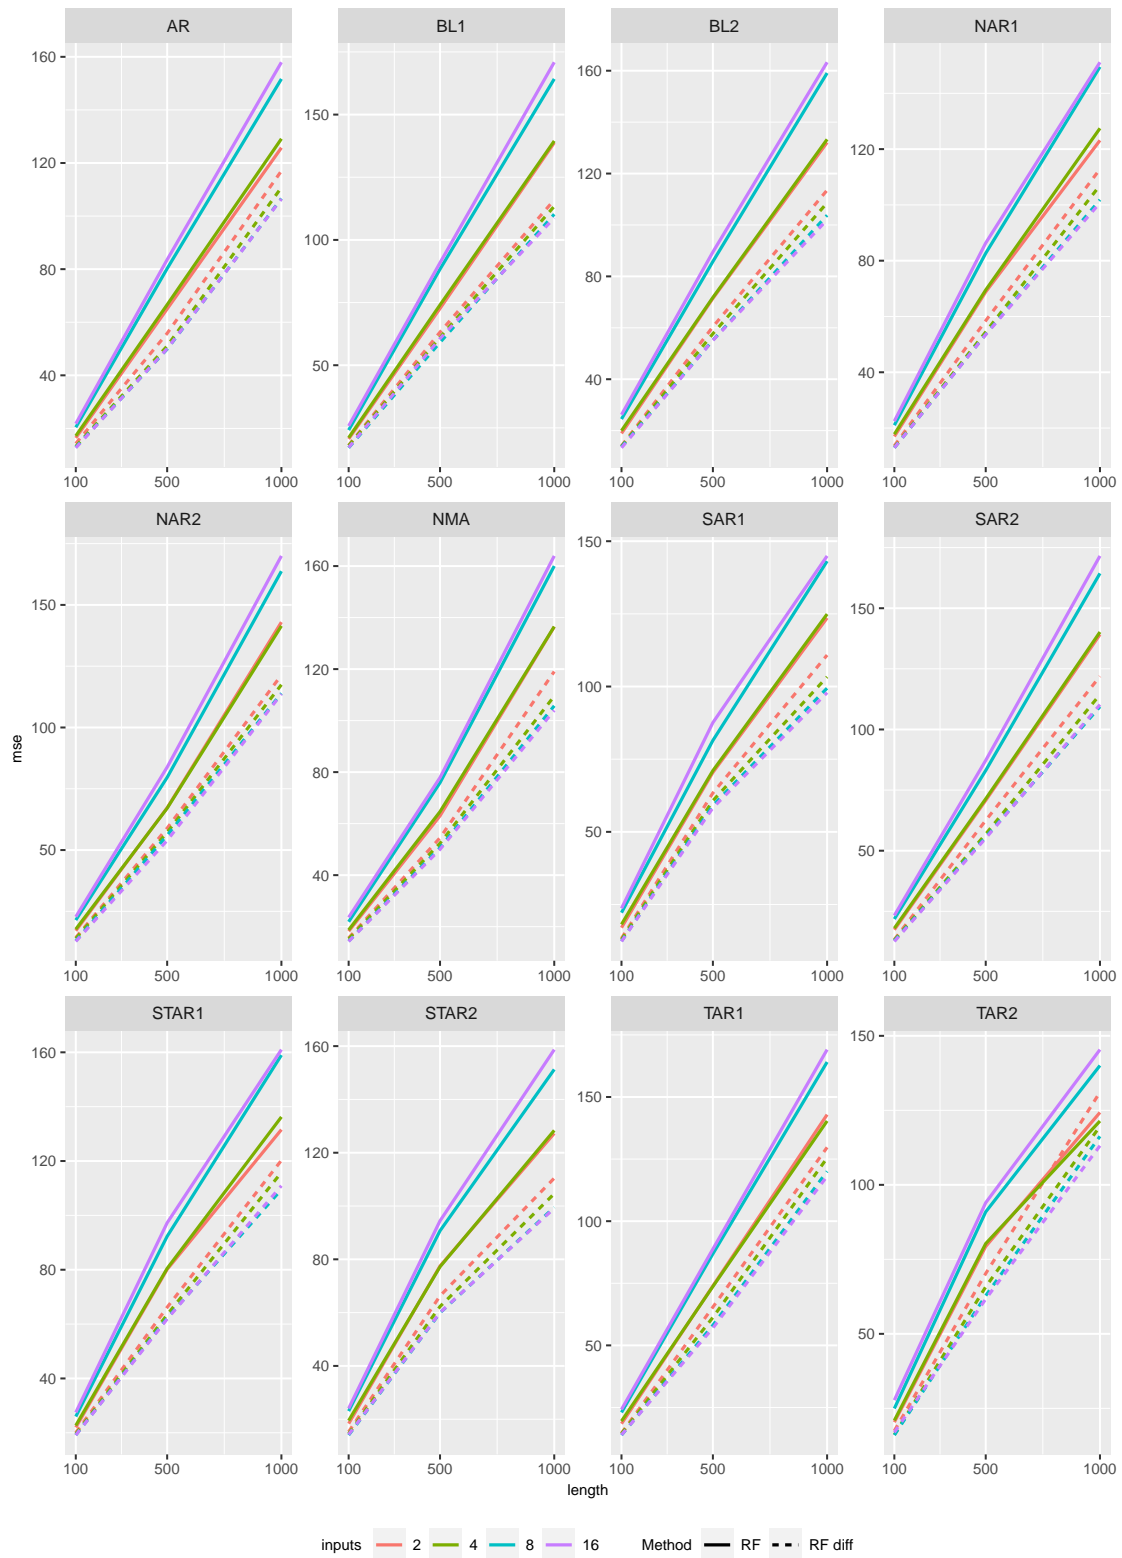 AR BL1 BL2 NAR1
160 150 160 120
120 100 120 80
80 50 80 40
40 40
100 500 1000 100 500 1000 100 500 1000 100 500 1000
NAR2 NMA SAR1 SAR2
150 160 150 150
100 120 100 100
50 80 50 50
40
100 500 1000 100 500 1000 100 500 1000 100 500 1000
mse
STAR1 STAR2 TAR1 TAR2
160 160 150 150
120 120 100 100
80 80 50 50
40 40
100 500 1000 100 500 1000 100 500 1000 100 500 1000
length
inputs 2 4 8 16 Method RF RF diff